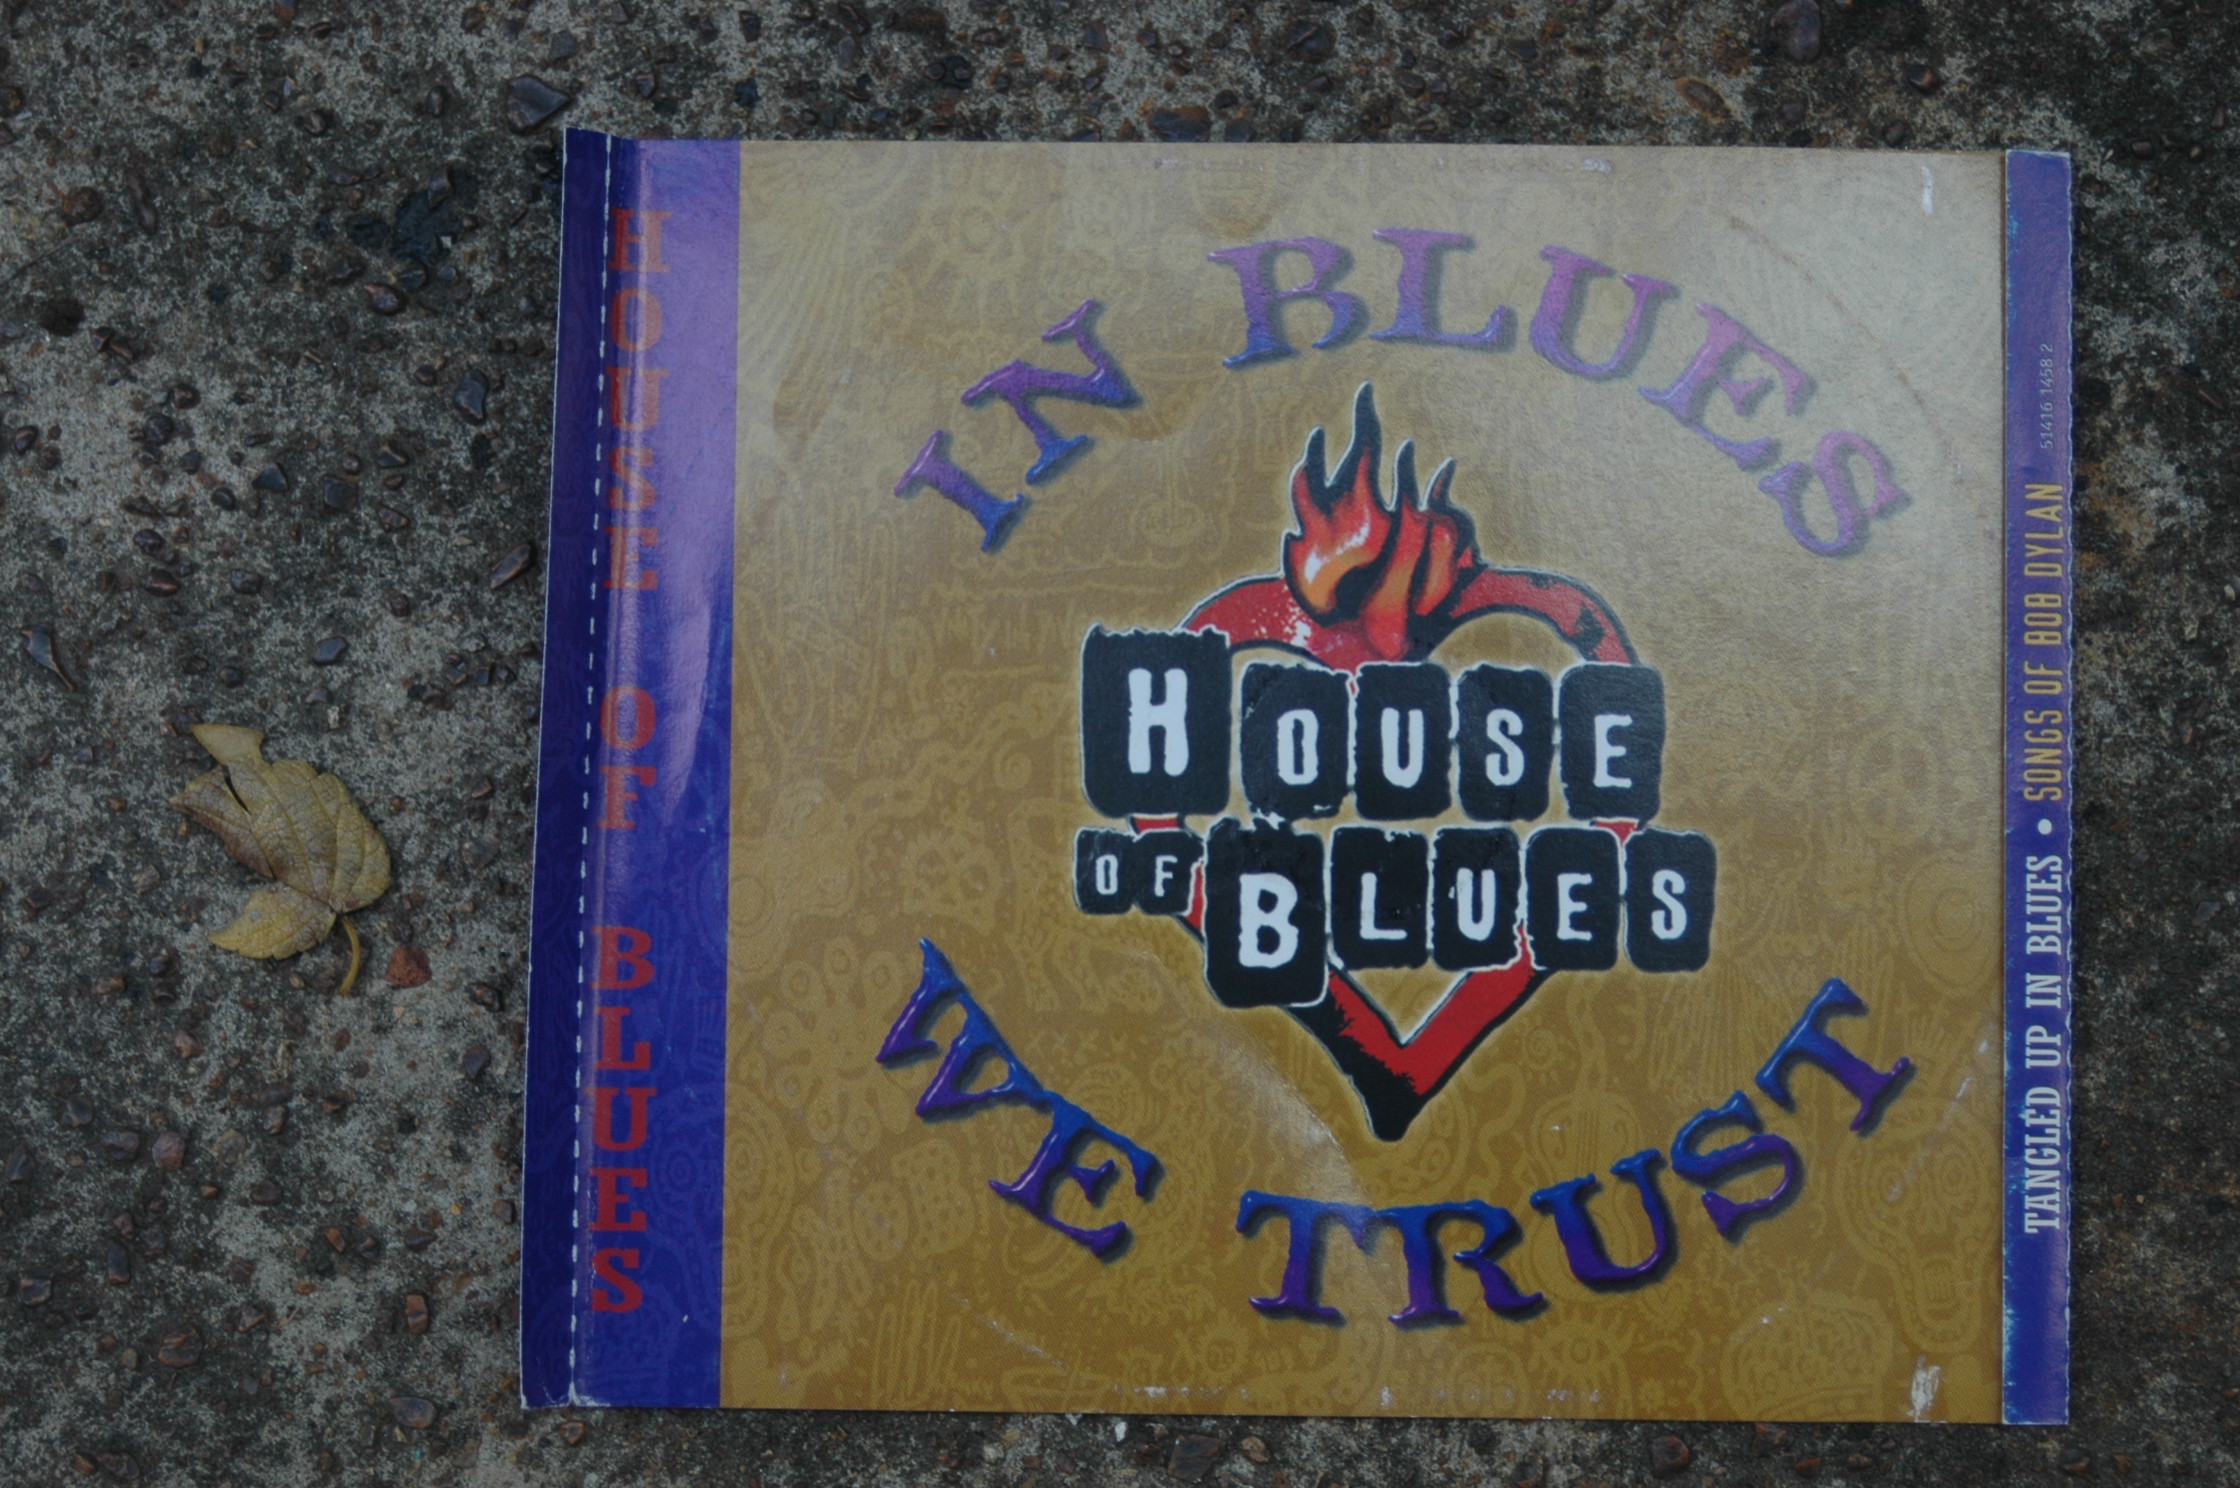 TANGLED UP IN BLUES • SONGS OF BOB DYLAN 51416 1458 2
IN BLUES
HOUSE
OF BLUES
WE TRUST
HOUSE OF BLUES